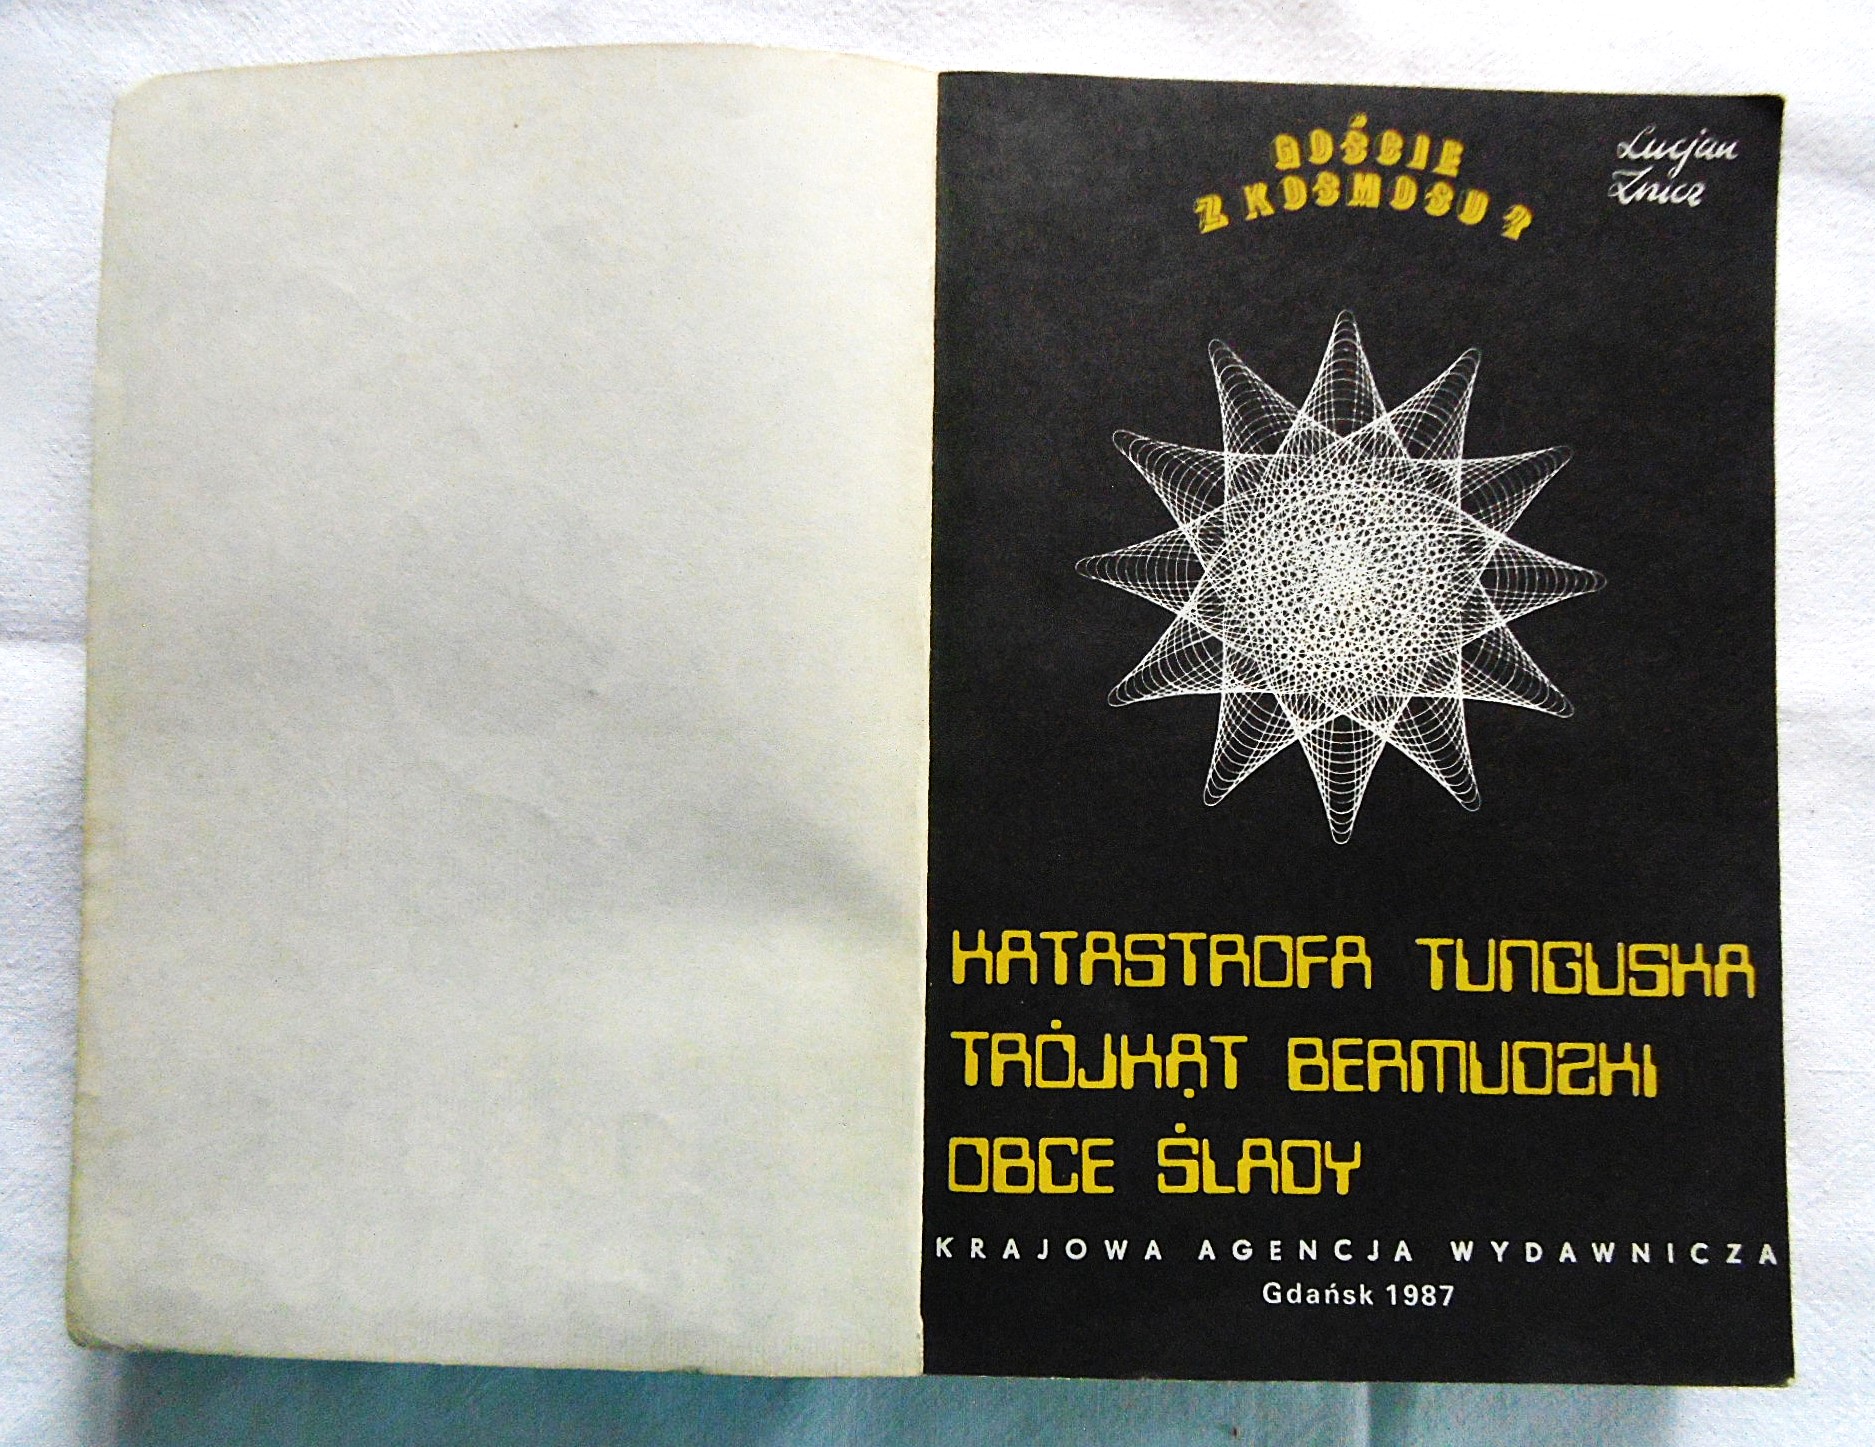 GOŚCIE
Z KOSMOSU?
Lucjan
Znicz
KATASTROFA TUNGUSKA
TRÓJKĄT BERMUDZKI
OBCE ŚLADY
KRAJOWA AGENCJA WYDAWNICZA
Gdańsk 1987